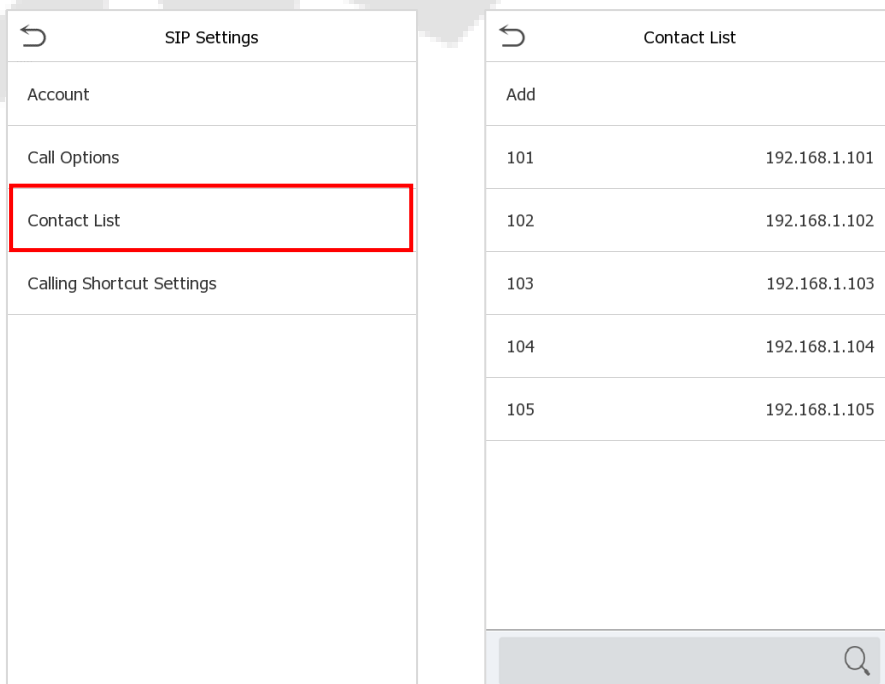 SIP Settings
Account
Call Options
Contact List
Calling Shortcut Settings
Contact List
Add
101 192.168.1.101
102 192.168.1.102
103 192.168.1.103
104 192.168.1.104
105 192.168.1.105